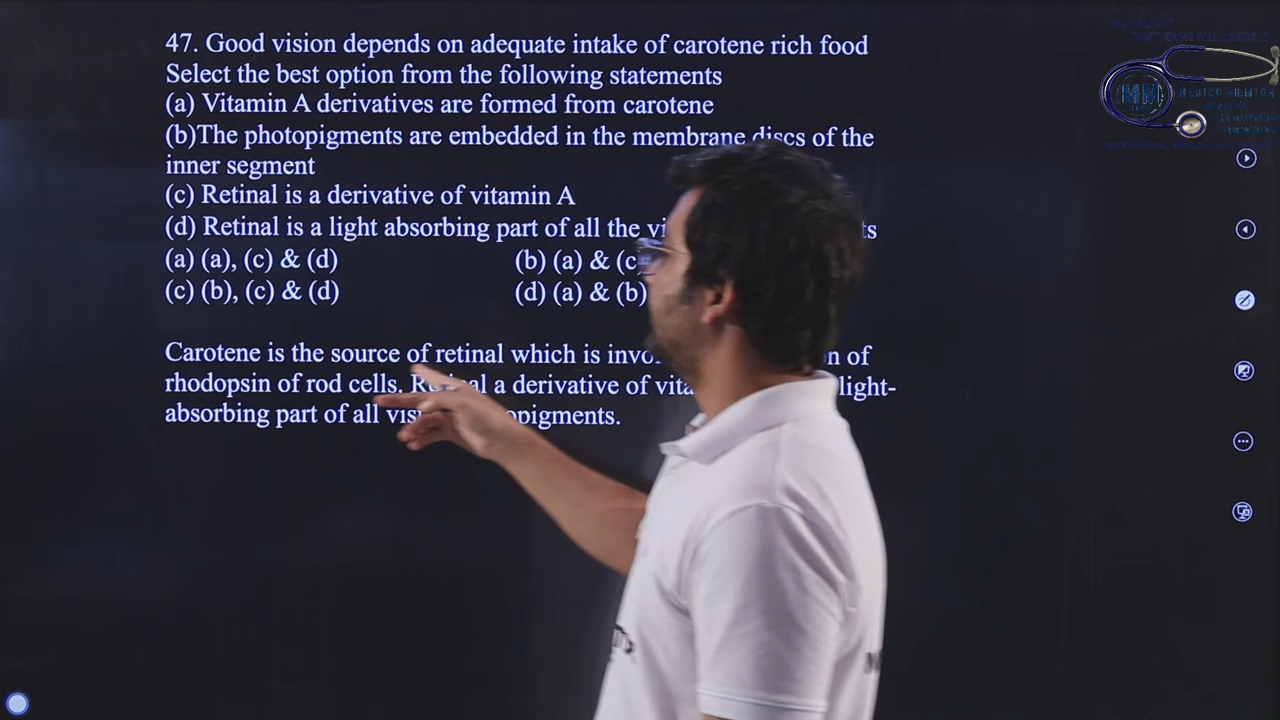 47. Good vision depends on adequate intake of carotene rich food
Select the best option from the following statements
(a) Vitamin A derivatives are formed from carotene
(b)The photopigments are embedded in the membrane discs of the
inner segment
(c) Retinal is a derivative of vitamin A
(d) Retinal is a light absorbing part of all the
(a) (a), (c) & (d)
(b) (a) & (c
(c) (b), (c) & (d)
(d) (a) & (b)
Carotene is the source of retinal which is of
rhodopsin of rod cells. a derivative of light-
absorbing part of all